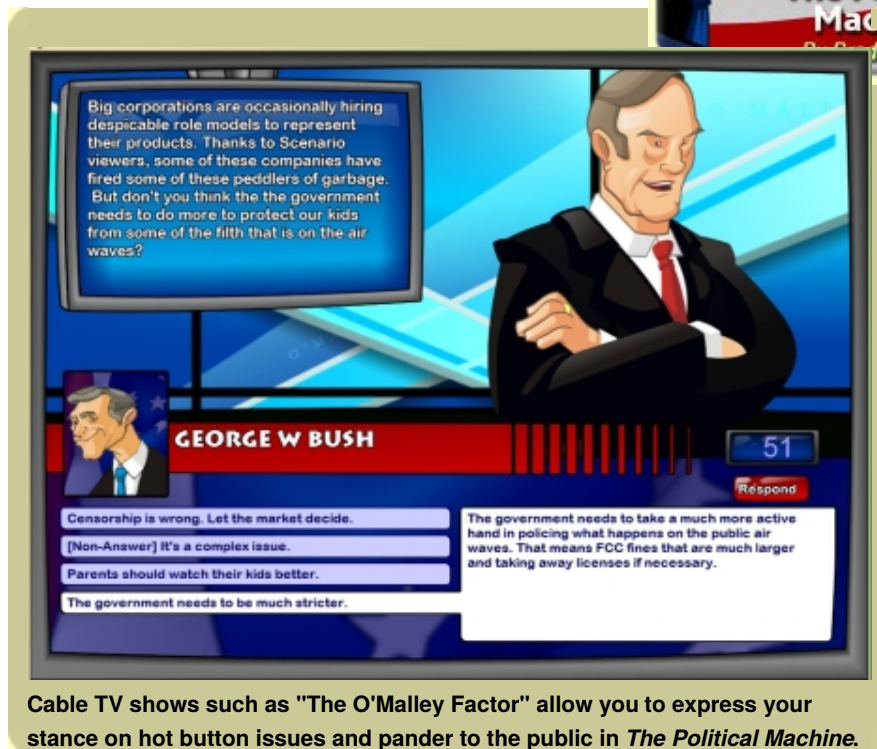 Mac
Big corporations are occasionally hiring
despicable role models to represent
their products. Thanks to Scenario
viewers, some of these companies have
fired some of these peddlers of garbage.
But don't you think the the government
needs to do more to protect our kids
from some of the filth that is on the air
waves?
O'MALL
GEORGE W BUSH
51
Respond
Censorship is wrong. Let the market decide.
[Non-Answer] It's a complex issue.
Parents should watch their kids better.
The government needs to be much stricter.
The government needs to take a much more active
hand in policing what happens on the public air
waves. That means FCC fines that are much larger
and taking away licenses if necessary.
Cable TV shows such as "The O'Malley Factor" allow you to express your
stance on hot button issues and pander to the public in The Political Machine.